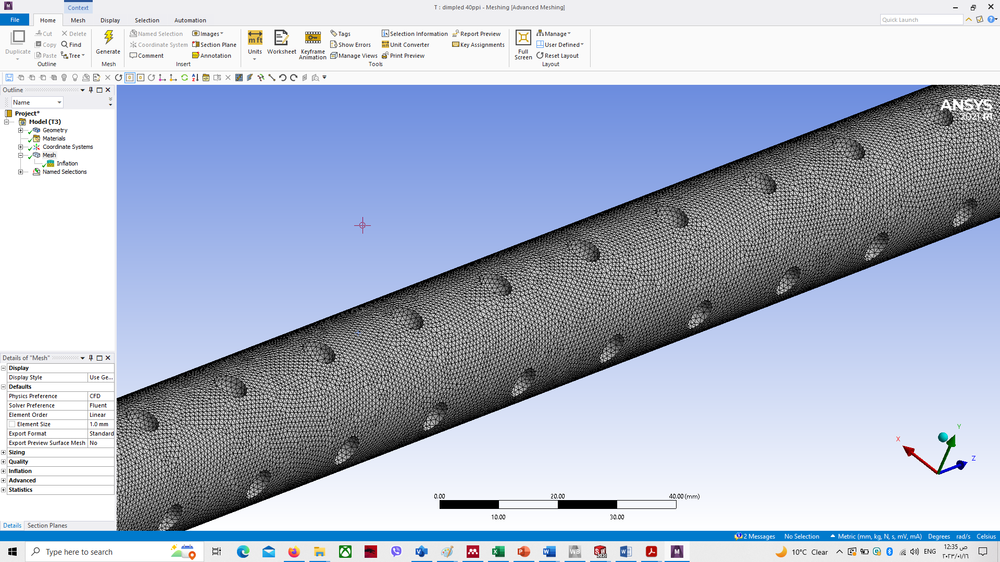 Context
T : dimpled 40ppi - Meshing [Advanced Meshing]
File Home Mesh Display Selection Automation
Quick Launch
Duplicate
Cut
Copy
Paste
Delete
Find
Tree
Outline
Generate
Mesh
Named Selection
Coordinate System
Comment
Images
Section Plane
Annotation
Insert
Units
Worksheet
Keyframe
Animation
Tags
Show Errors
Manage Views
Selection Information
Unit Converter
Print Preview
Report Preview
Key Assignments
Tools
Full
Screen
Manage
User Defined
Reset Layout
Layout
Outline
Name
Project*
Model (T3)
Geometry
Materials
Coordinate Systems
Mesh
Inflation
Named Selections
Details of "Mesh"
Display
Display Style Use Ge...
Defaults
Physics Preference CFD
Solver Preference Fluent
Element Order Linear
Element Size 1.0 mm
Export Format Standard
Export Preview Surface Mesh No
Sizing
Quality
Inflation
Advanced
Statistics
Details Section Planes
ANSYS
2021 R1
Y
X
Z
0.00 20.00 40.00 (mm)
10.00 30.00
2 Messages No Selection Metric (mm, kg, N, s, mV, mA) Degrees rad/s Celsius
Type here to search
10°C Clear
ENG
12:35 ص
٢٠٢٣/٠١/١٦